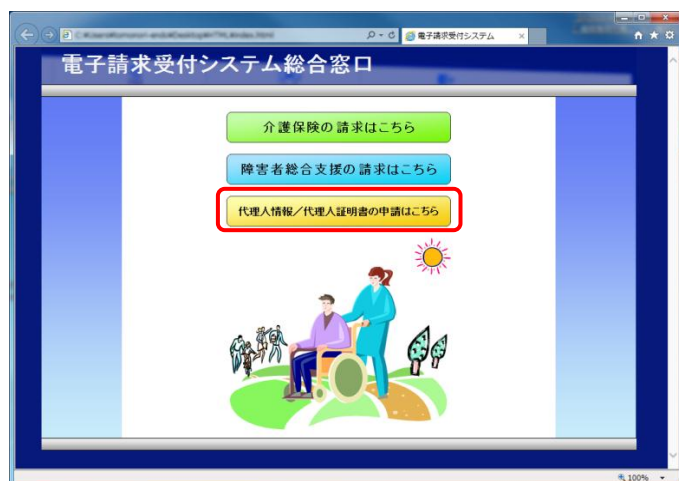 電子請求受付システム
電子請求受付システム総合窓口
介護保険の請求はこちら
障害者総合支援の請求はこちら
代理人情報／代理人証明書の申請はこちら
100%